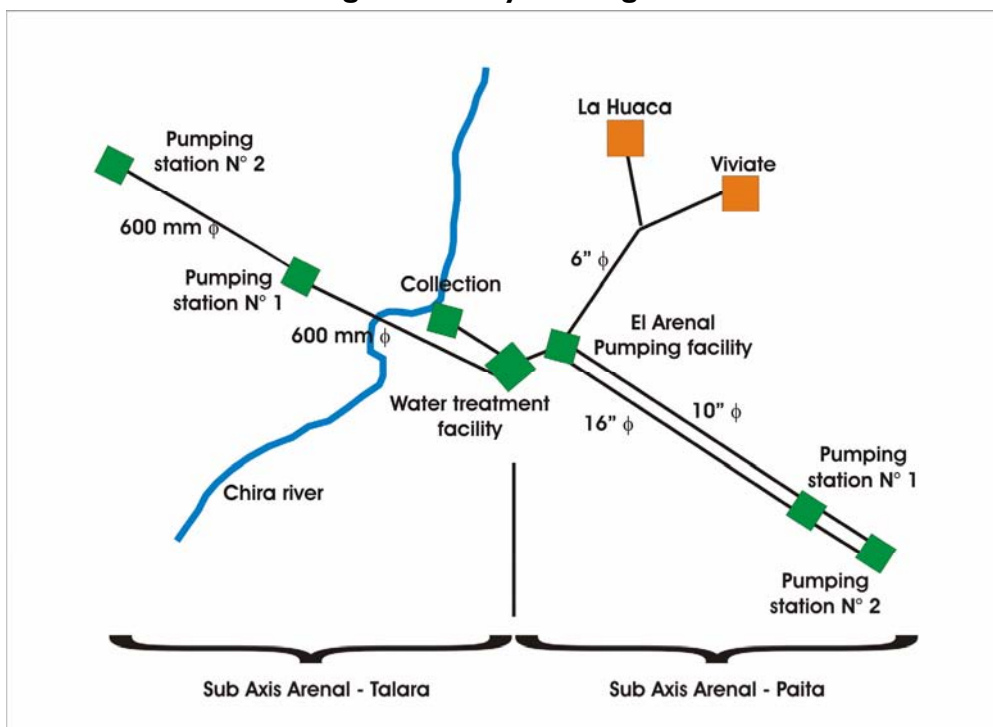 La Huaca
Pumping
station N° 2
Viviate
600 mm ϕ
6” ϕ
Pumping
station N° 1
Collection
600 mm ϕ
El Arenal
Pumping facility
Water treatment
facility
10” ϕ
16” ϕ
Chira river
Pumping
station N° 1
Pumping
station N° 2
Sub Axis Arenal - Talara
Sub Axis Arenal - Paita